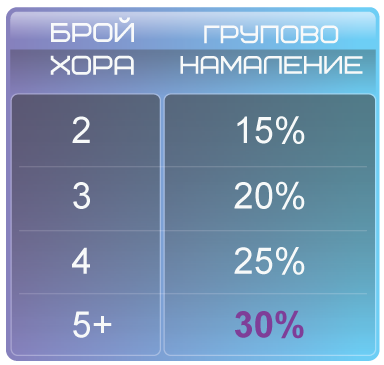 БРОЙ ХОРА
ГРУПОВО НАМАЛЕНИЕ
2 15%
3 20%
4 25%
5+ 30%